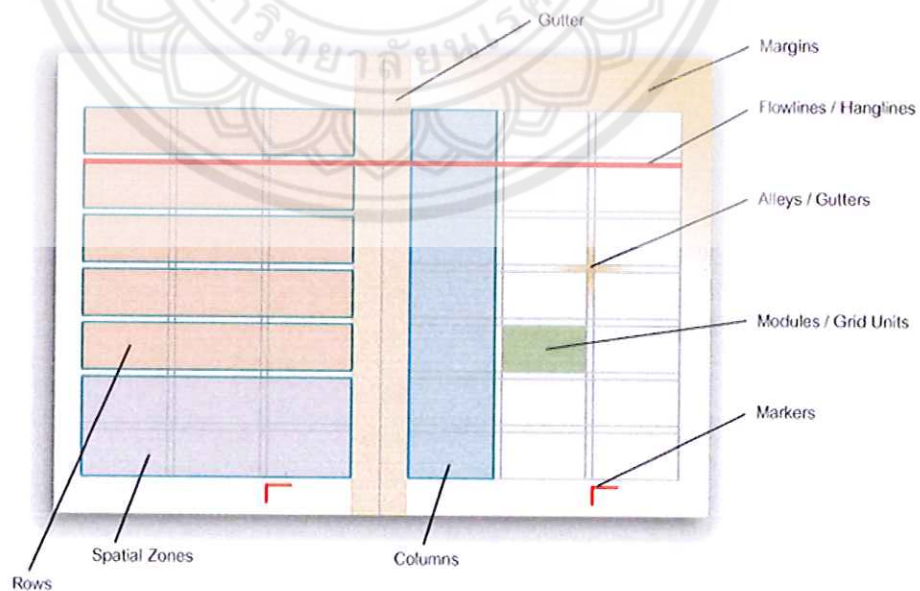 Gutter
Margins
Flowlines / Hanglines
Alleys / Gutters
Modules / Grid Units
Markers
Columns
Spatial Zones
Rows